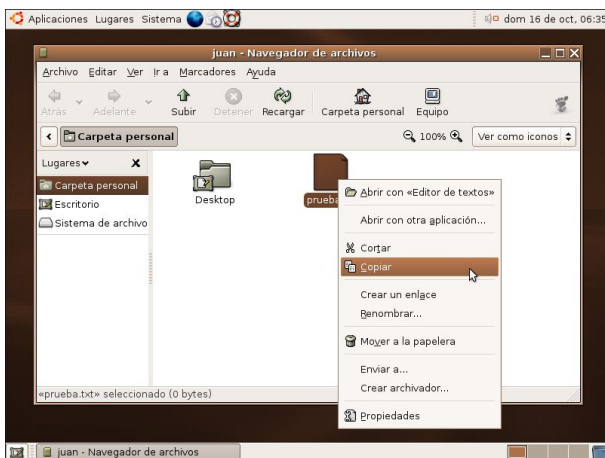 Aplicaciones Lugares Sistema dom 16 de oct, 06:35
juan - Navegador de archivos
Archivo Editar Ver Ir a Marcadores Ayuda
Atrás Adelante Subir Detener Recargar Carpeta personal Equipo
Carpeta personal 100% Ver como iconos
Lugares
Carpeta personal
Escritorio
Sistema de archivo
Desktop
Abrir con «Editor de textos»
Abrir con otra aplicación...
Cortar
Copiar
Crear un enlace
Renombrar...
Mover a la papelera
Enviar a...
Crear archivador...
Propiedades
«prueba.txt» seleccionado (0 bytes)
juan - Navegador de archivos